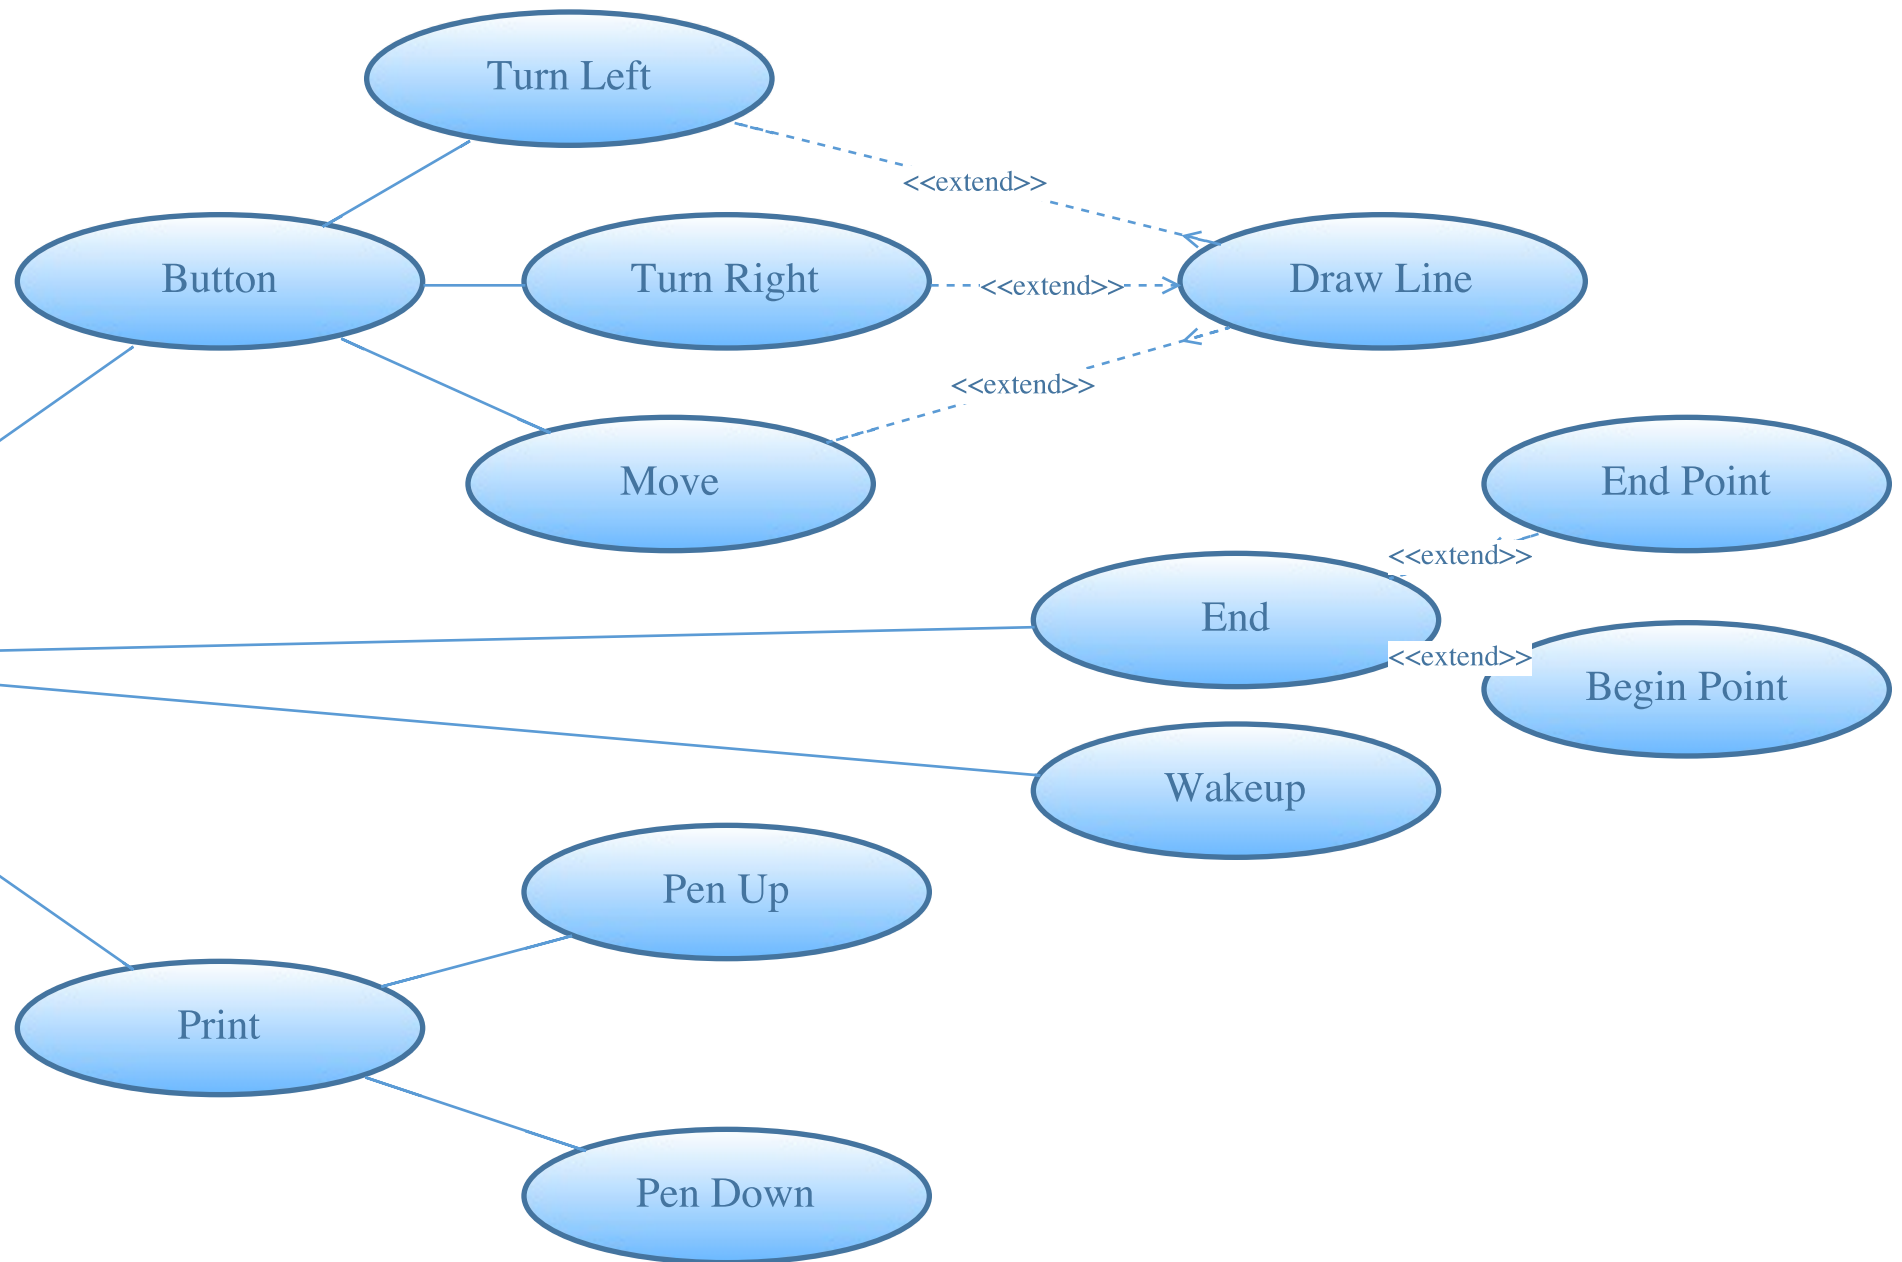 Turn Left
<<extend>>
Button
Turn Right
<<extend>>
Draw Line
<<extend>>
Move
End Point
<<extend>>
End
<<extend>>
Begin Point
Wakeup
Pen Up
Print
Pen Down